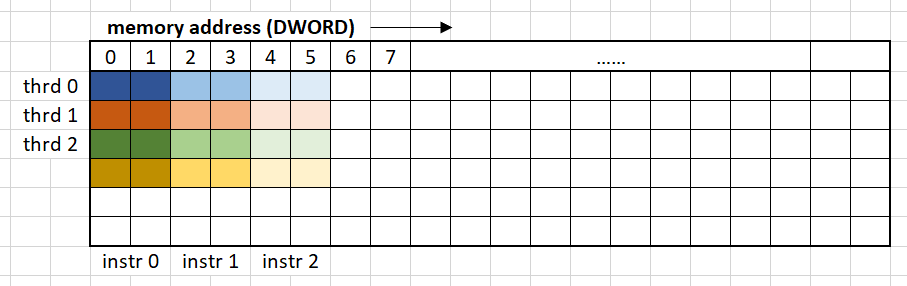 memory address (DWORD)
0 1 2 3 4 5 6 7 ......
thrd 0
thrd 1
thrd 2
instr 0 instr 1 instr 2